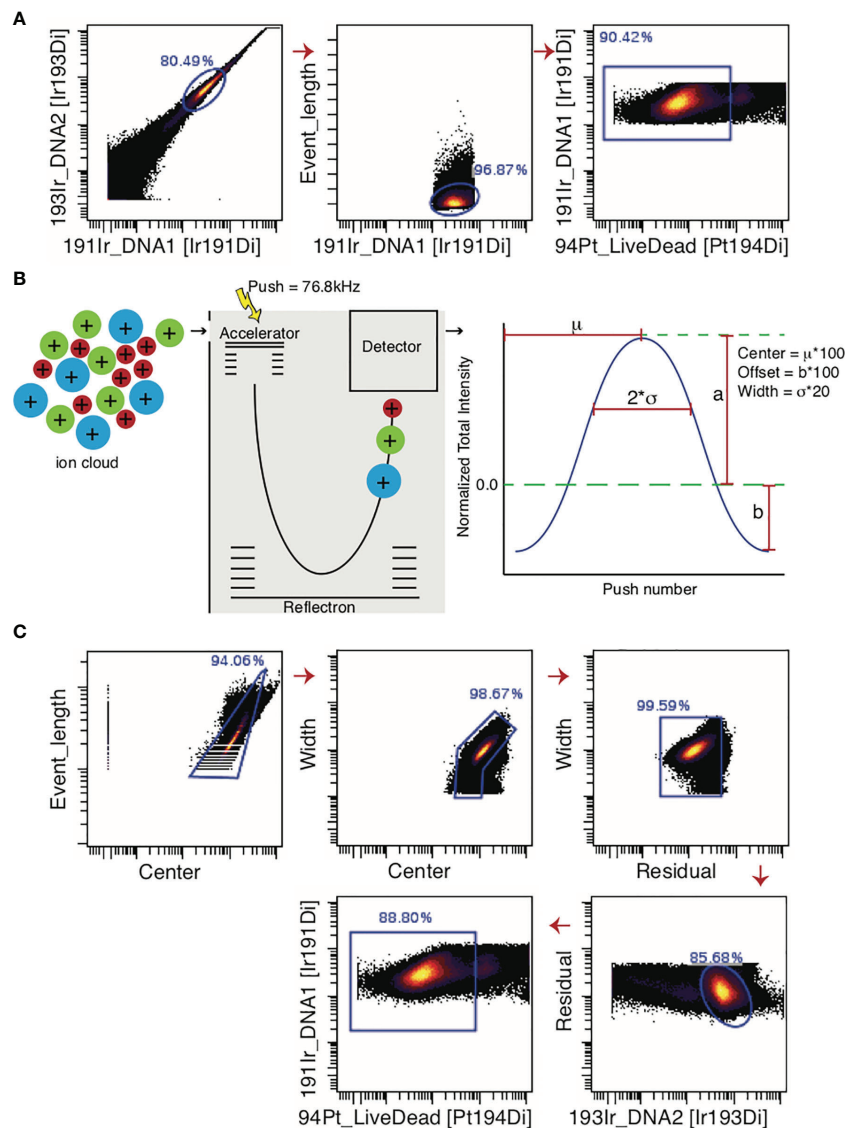 A
80.49%
193Ir_DNA2 [Ir193Di]
191Ir_DNA1 [Ir191Di]
Event_length
96.87%
191Ir_DNA1 [Ir191Di]
90.42%
191Ir_DNA1 [Ir191Di]
94Pt_LiveDead [Pt194Di]
B
+ + + + + + + + + + + + + + + + + +
ion cloud
Push = 76.8kHz
Accelerator
Detector
+
+
+
Reflectron
Normalized Total Intensity
0.0
μ
2*σ
a
b
Center = μ*100
Offset = b*100
Width = σ*20
Push number
C
94.06%
Event_length
Center
98.67%
Width
Center
99.59%
Width
Residual
88.80%
191Ir_DNA1 [Ir191Di]
94Pt_LiveDead [Pt194Di]
85.68%
Residual
193Ir_DNA2 [Ir193Di]